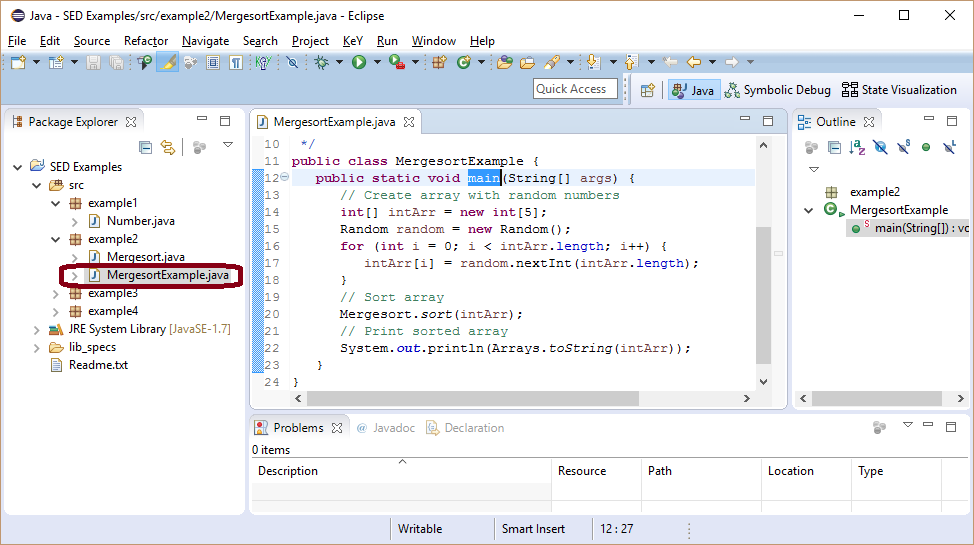 Java - SED Examples/src/example2/MergesortExample.java - Eclipse
File Edit Source Refactor Navigate Search Project KeY Run Window Help
Quick Access
Java Symbolic Debug State Visualization
Package Explorer
SED Examples
src
example1
Number.java
example2
Mergesort.java
MergesortExample.java
example3
example4
JRE System Library [JavaSE-1.7]
lib_specs
Readme.txt
MergesortExample.java
10 */
11 public class MergesortExample {
12 public static void main(String[] args) {
13 // Create array with random numbers
14 int[] intArr = new int[5];
15 Random random = new Random();
16 for (int i = 0; i < intArr.length; i++) {
17 intArr[i] = random.nextInt(intArr.length);
18 }
19 // Sort array
20 Mergesort.sort(intArr);
21 // Print sorted array
22 System.out.println(Arrays.toString(intArr));
23 }
24 }
Outline
example2
MergesortExample
main(String[]) : vo
Problems Javadoc Declaration
0 items
Description Resource Path Location Type
Writable Smart Insert 12 : 27